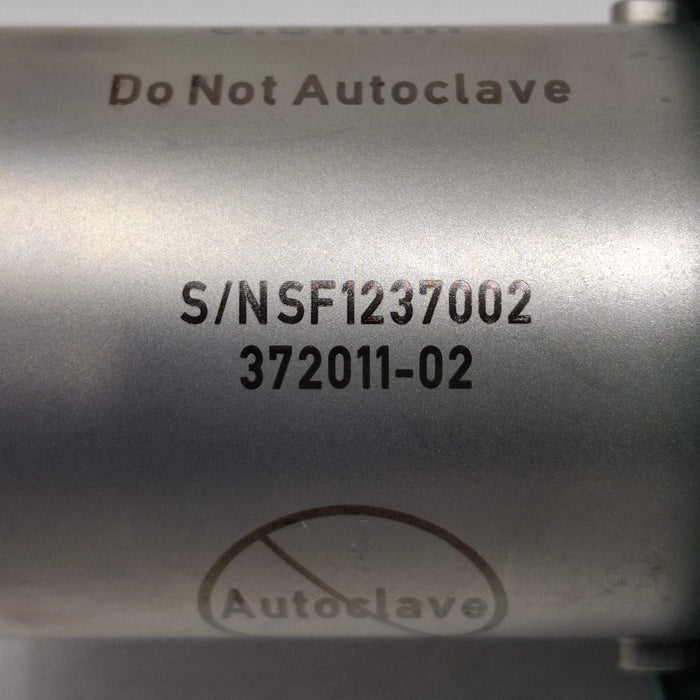 Do Not Autoclave
S/NSF1237002
372011-02
Autoclave